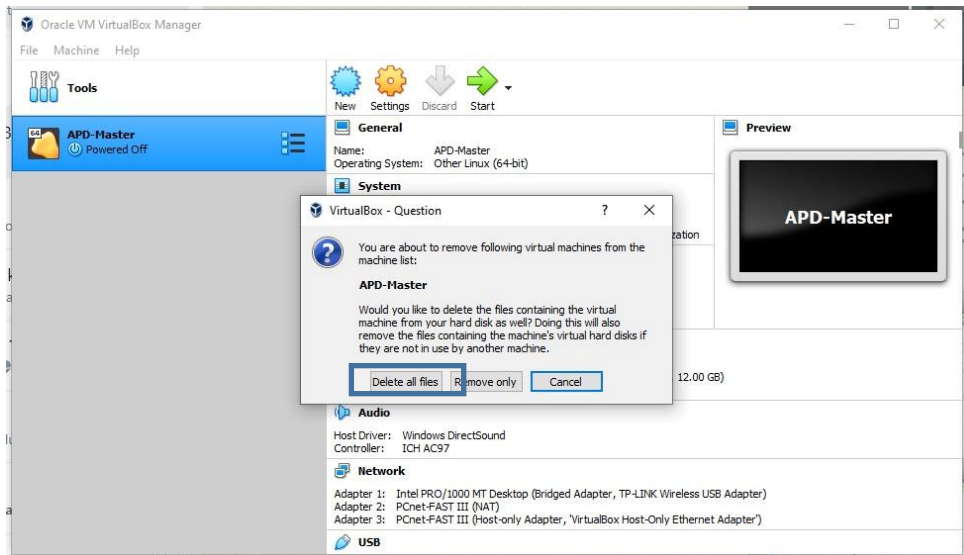 Oracle VM VirtualBox Manager
File Machine Help
Tools
New Settings Discard Start
64
APD-Master
Powered Off
General
Name: APD-Master
Operating System: Other Linux (64-bit)
System
Preview
APD-Master
VirtualBox - Question
?
You are about to remove following virtual machines from the
machine list:
APD-Master
Would you like to delete the files containing the virtual
machine from your hard disk as well? Doing this will also
remove the files containing the machine's virtual hard disks if
they are not in use by another machine.
Delete all files Remove only Cancel
12.00 GB)
Audio
Host Driver: Windows DirectSound
Controller: ICH AC97
Network
Adapter 1: Intel PRO/1000 MT Desktop (Bridged Adapter, TP-LINK Wireless USB Adapter)
Adapter 2: PCnet-FAST III (NAT)
Adapter 3: PCnet-FAST III (Host-only Adapter, 'VirtualBox Host-Only Ethernet Adapter')
USB